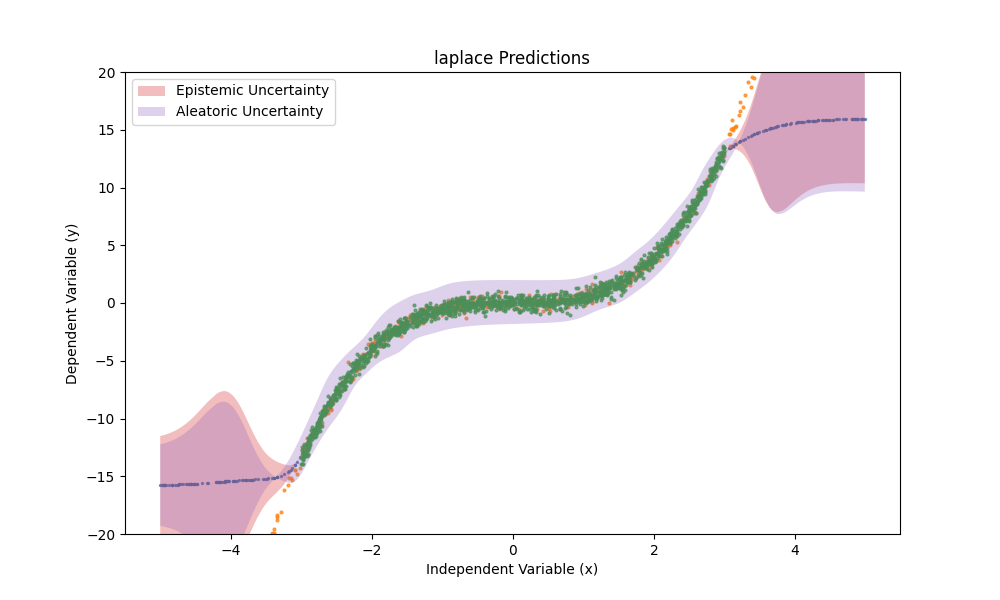 laplace Predictions
Epistemic Uncertainty
Aleatoric Uncertainty
20
15
10
5
0
−5
−10
−15
−20
Dependent Variable (y)
−4
−2
0
2
4
Independent Variable (x)